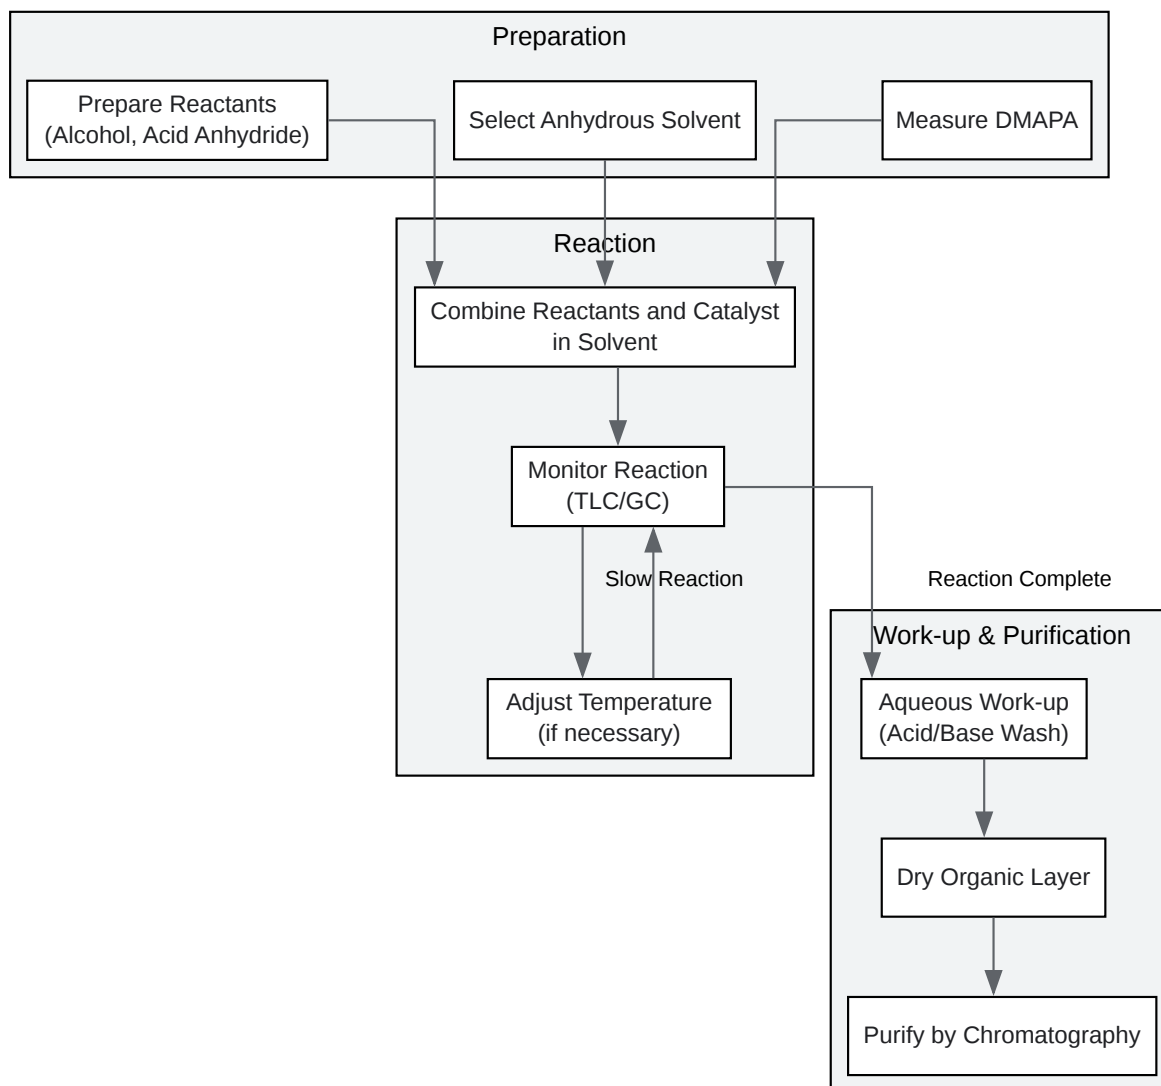 Preparation
Prepare Reactants
(Alcohol, Acid Anhydride)
Select Anhydrous Solvent
Measure DMAPA
Reaction
Combine Reactants and Catalyst
in Solvent
Monitor Reaction
(TLC/GC)
Slow Reaction
Reaction Complete
Adjust Temperature
(if necessary)
Work-up & Purification
Aqueous Work-up
(Acid/Base Wash)
Dry Organic Layer
Purify by Chromatography